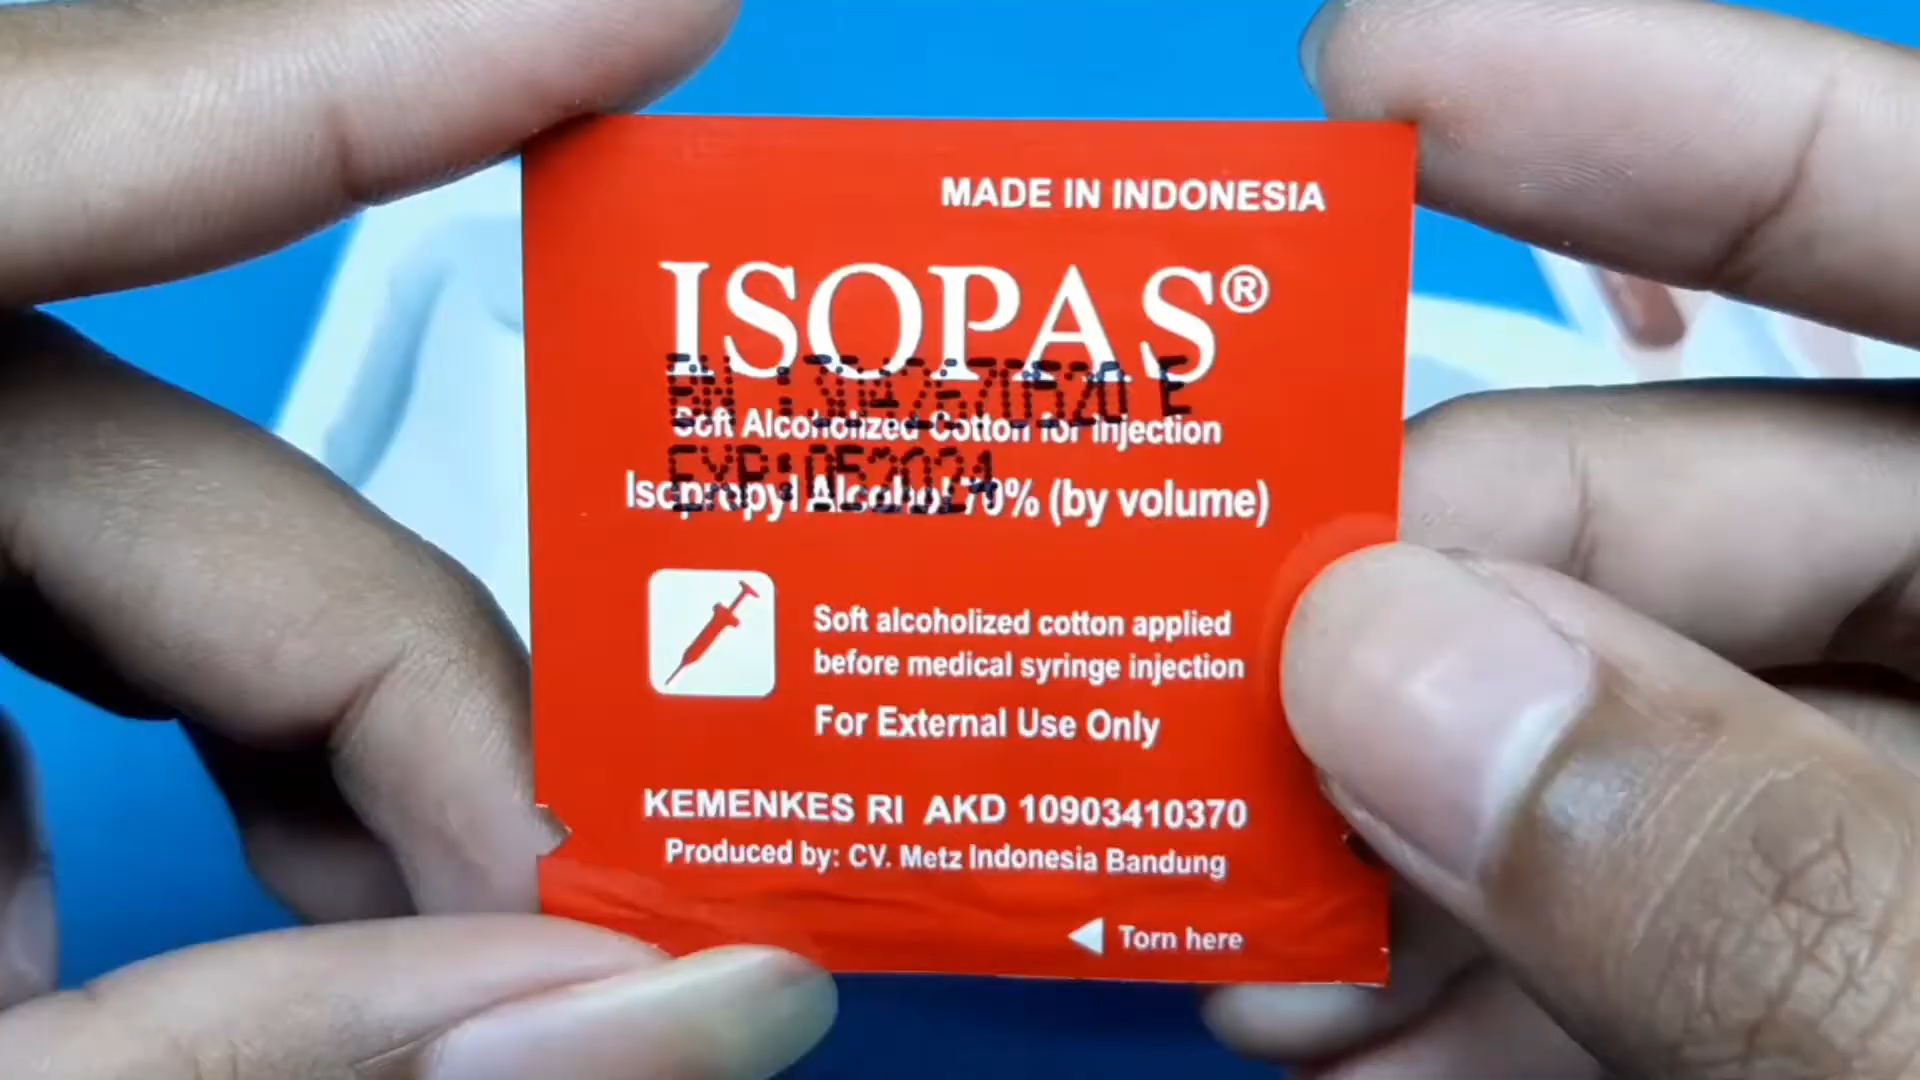 MADE IN INDONESIA
ISOPAS®
Soft Alcoholized Cotton for Injection
EXP:052024
Isopropyl Alcohol 70% (by volume)
Soft alcoholized cotton applied
before medical syringe injection
For External Use Only
KEMENKES RI AKD 10903410370
Produced by: CV. Metz Indonesia Bandung
Torn here